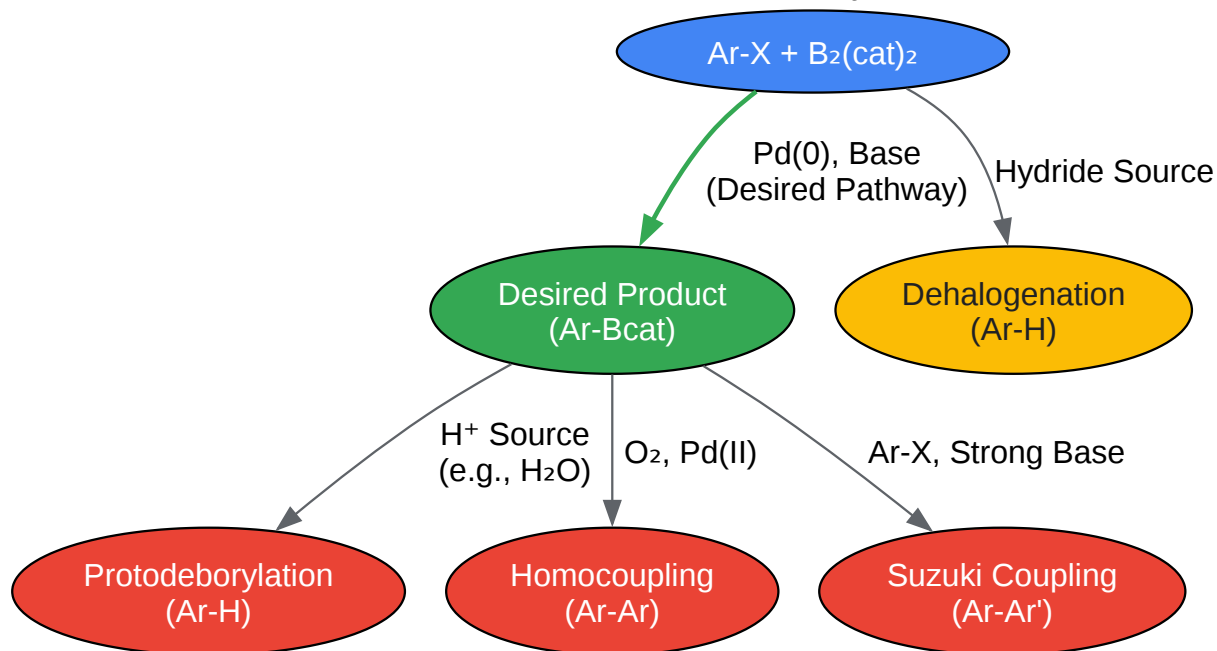 Ar-X + B₂(cat)₂
Pd(0), Base
(Desired Pathway)
Hydride Source
Desired Product
(Ar-Bcat)
Dehalogenation
(Ar-H)
H⁺ Source
(e.g., H₂O)
O₂, Pd(II)
Ar-X, Strong Base
Protodeborylation
(Ar-H)
Homocoupling
(Ar-Ar)
Suzuki Coupling
(Ar-Ar')